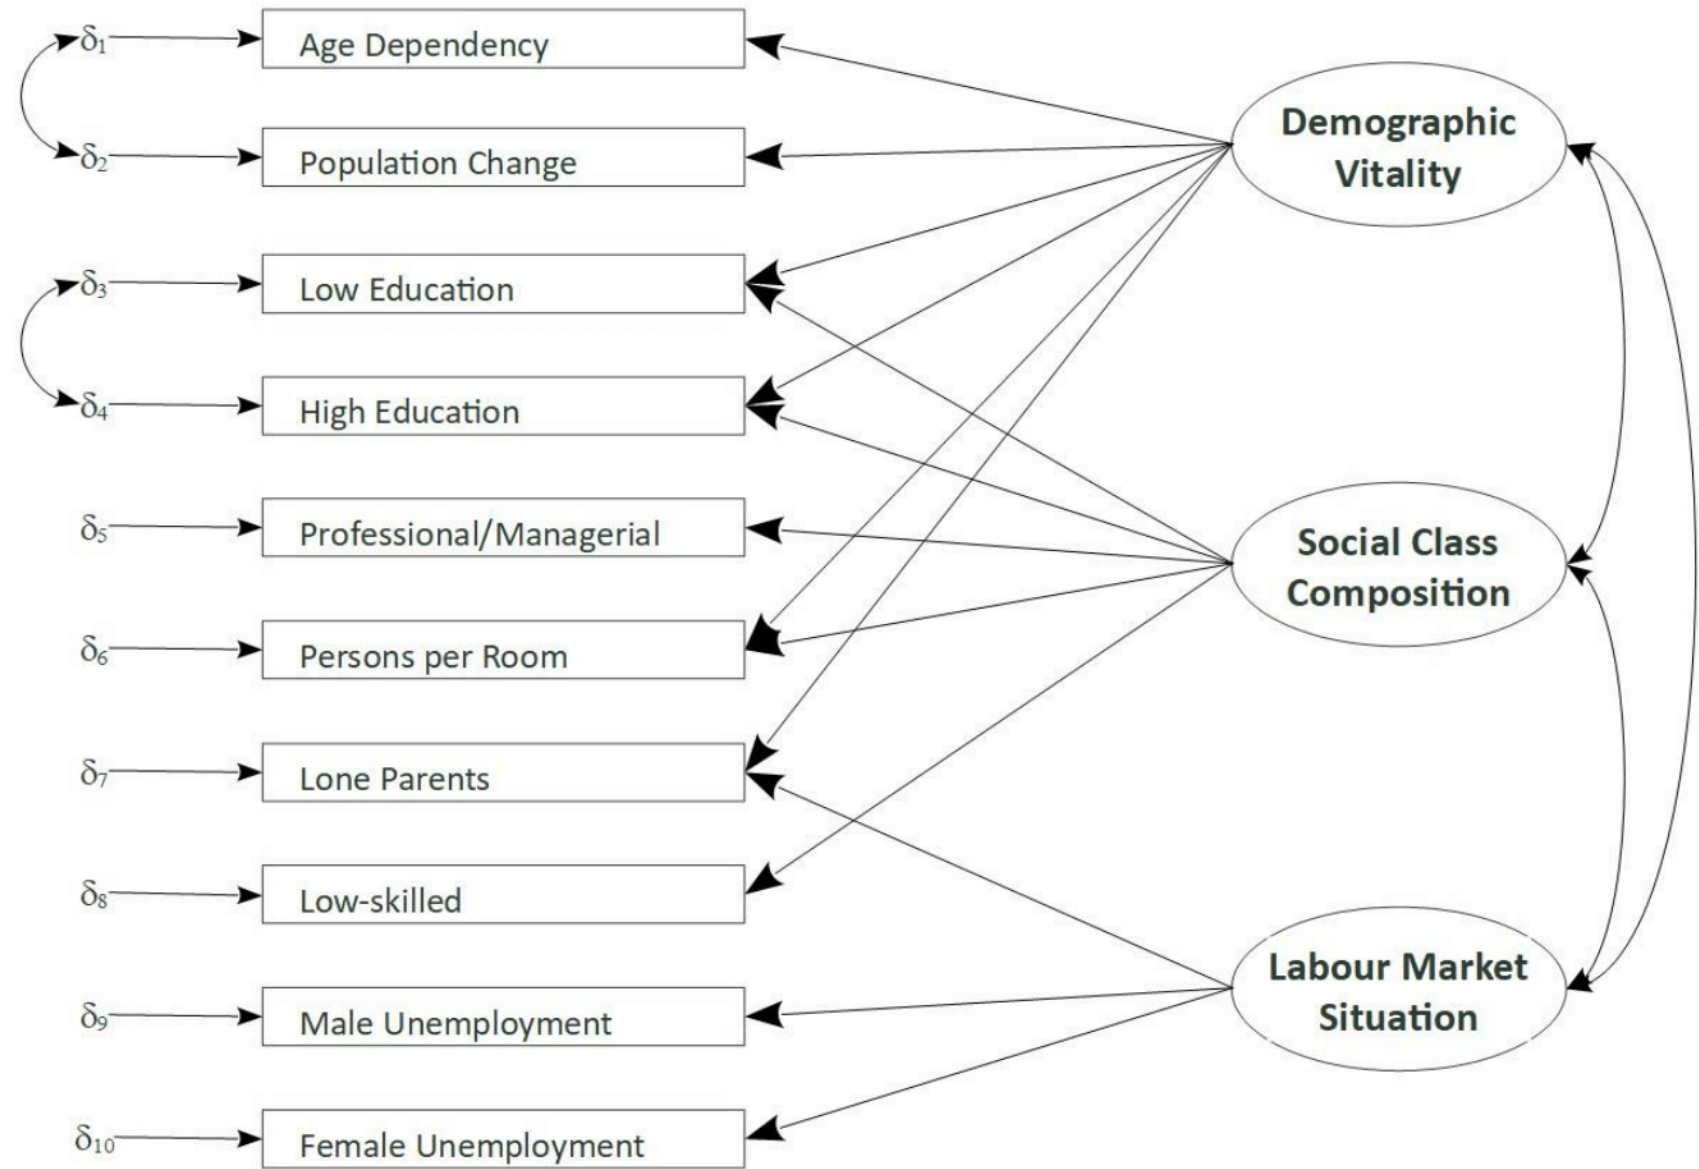 δ1
Age Dependency
δ2
Population Change
δ3
Low Education
δ4
High Education
δ5
Professional/Managerial
δ6
Persons per Room
δ7
Lone Parents
δ8
Low-skilled
δ9
Male Unemployment
δ10
Female Unemployment
Demographic
Vitality
Social Class
Composition
Labour Market
Situation